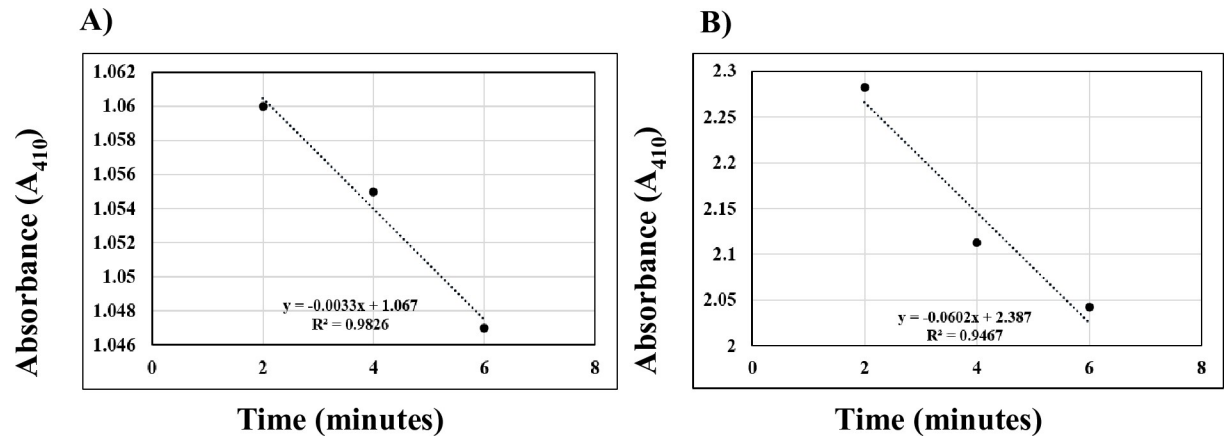 A)
Absorbance (A410)
1.062
1.06
1.058
1.056
1.054
1.052
1.05
1.048
1.046
y = -0.0033x + 1.067
R² = 0.9826
0 2 4 6 8
Time (minutes)
B)
Absorbance (A410)
2.3
2.25
2.2
2.15
2.1
2.05
2
y = -0.0602x + 2.387
R² = 0.9467
0 2 4 6 8
Time (minutes)